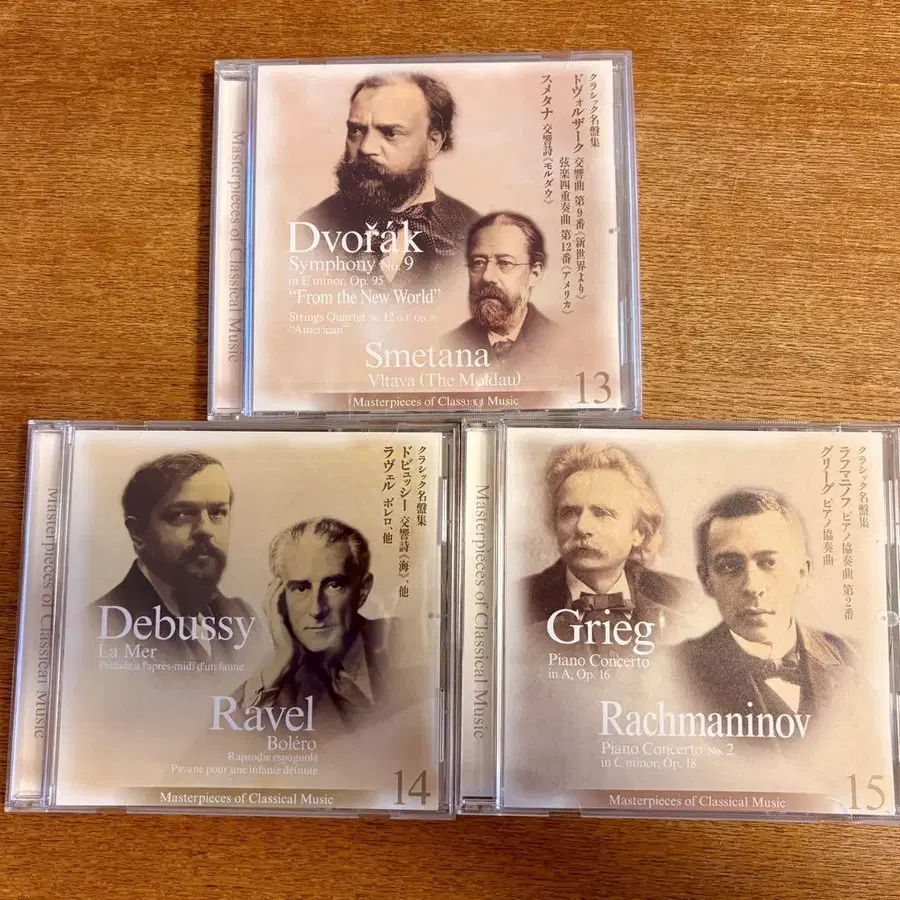 Masterpieces of Classical Music
クラシック名盤集
ドヴォルザーク 交響曲 第9番《新世界より》
弦楽四重奏曲 第12番《アメリカ》
スメタナ 交響詩《モルダウ》
Dvořák
Symphony No. 9
in E minor, Op. 95
"From the New World"
Strings Quartet No. 12 in F, Op. 96
"American"
Smetana
Vltava (The Moldau)
Masterpieces of Classical Music
13
Masterpieces of Classical Music
クラシック名盤集
ドビュッシー 交響詩《海》、他
ラヴェル ボレロ、他
Debussy
La Mer
Prélude à l'après-midi d'un faune
Ravel
Boléro
Rapsodie espagnole
Pavane pour une infante défunte
Masterpieces of Classical Music
14
Masterpieces of Classical Music
クラシック名盤集
ラフマニノフ ピアノ協奏曲 第2番
グリーグ ピアノ協奏曲
Grieg
Piano Concerto
in A, Op. 16
Rachmaninov
Piano Concerto No. 2
in C minor, Op. 18
Masterpieces of Classical Music
15